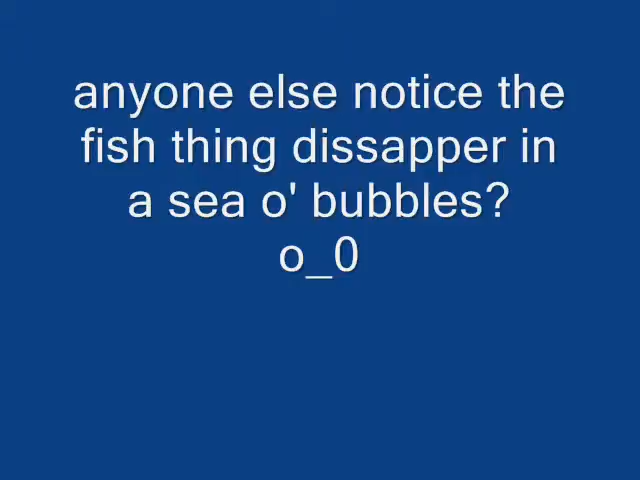 anyone else notice the
fish thing dissapper in
a sea o' bubbles?
o_0